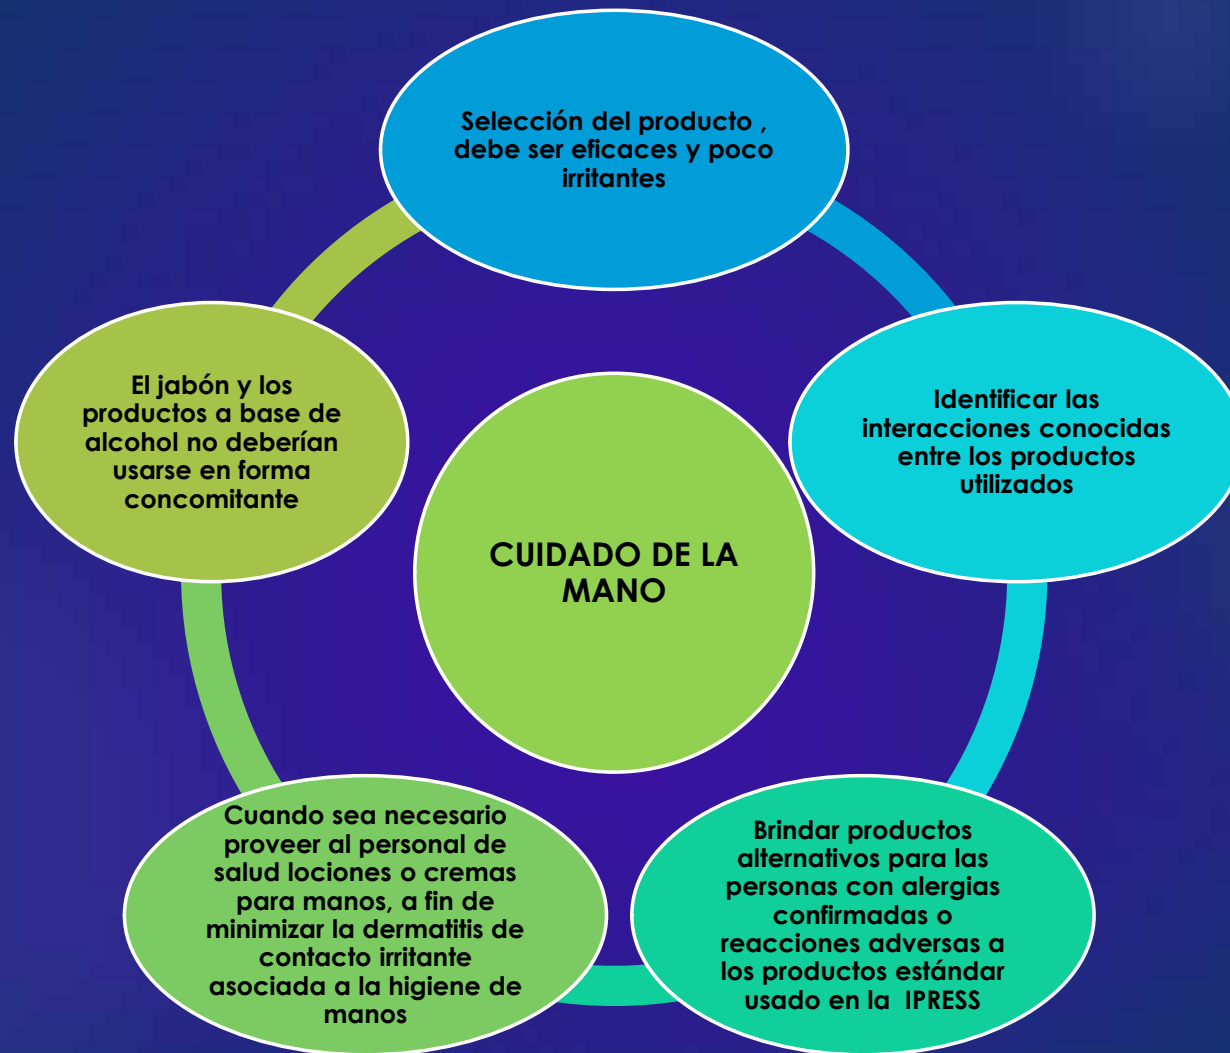 Selección del producto ,
debe ser eficaces y poco
irritantes
Identificar las
interacciones conocidas
entre los productos
utilizados
Brindar productos
alternativos para las
personas con alergias
confirmadas o
reacciones adversas a
los productos estándar
usado en la  IPRESS
Cuando sea necesario
proveer al personal de
salud lociones o cremas
para manos, a fin de
minimizar la dermatitis de
contacto irritante
asociada a la higiene de
manos
El jabón y los
productos a base de
alcohol no deberían
usarse en forma
concomitante
CUIDADO DE LA
MANO